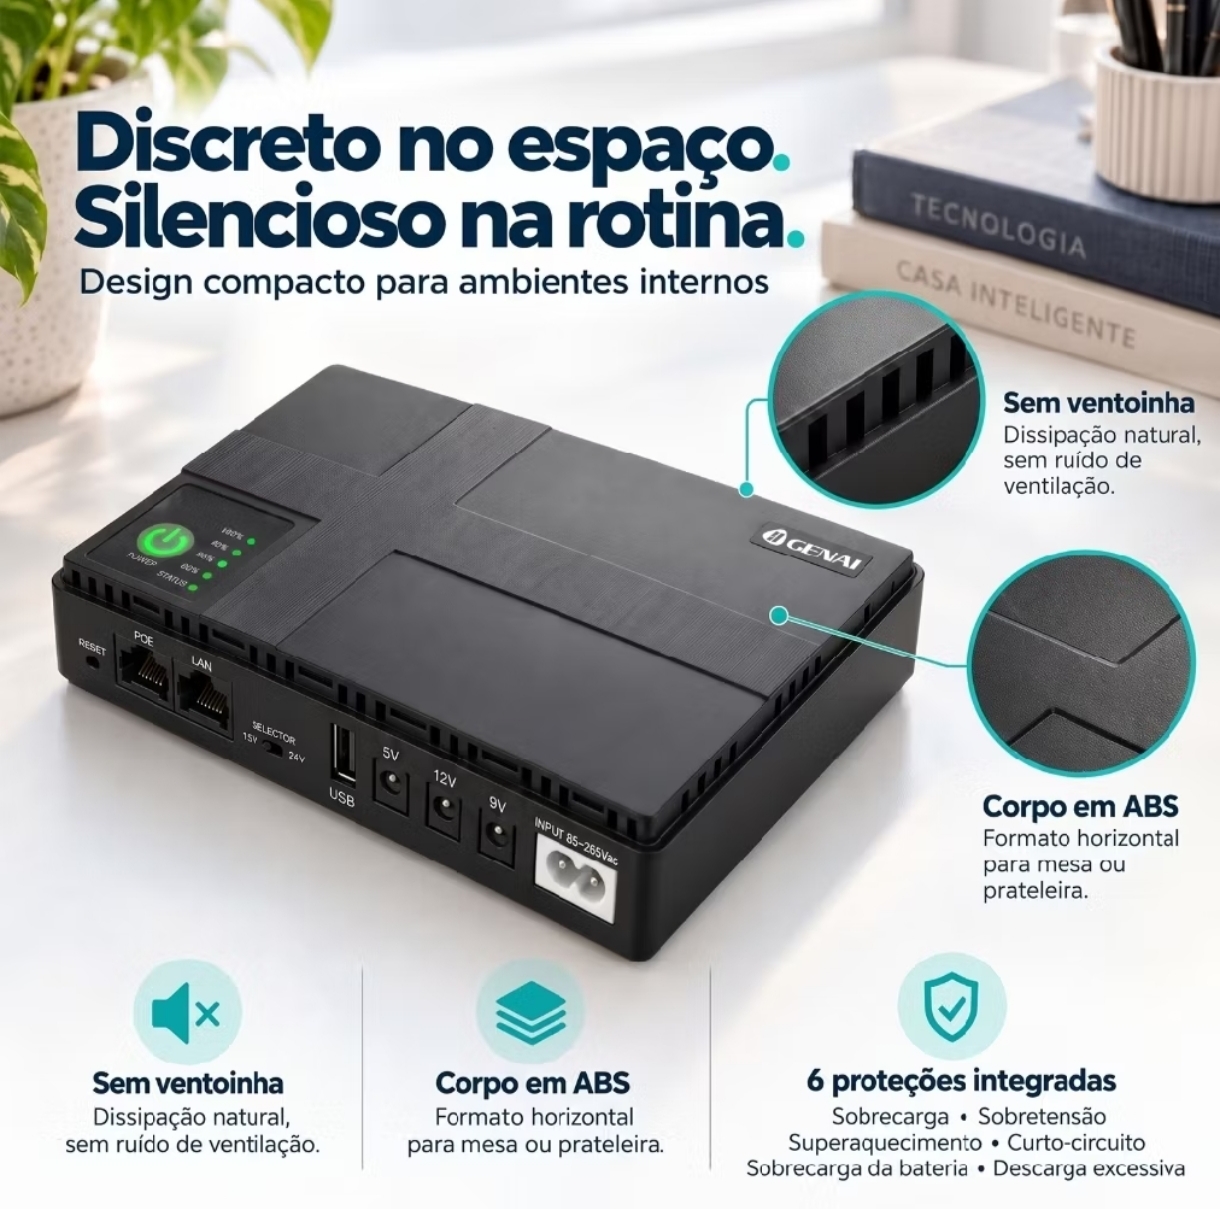 Discreto no espaço.
Silencioso na rotina.
Design compacto para ambientes internos
TECNOLOGIA
CASA INTELIGENTE
Sem ventoinha
Dissipação natural,
sem ruído de
ventilação.
GENAI
100%
POWER
STATUS
RESET
POE
LAN
SELECTOR
15V
24V
USB
5V
12V
9V
INPUT 85-265Vac
Corpo em ABS
Formato horizontal
para mesa ou
prateleira.
Sem ventoinha
Dissipação natural,
sem ruído de ventilação.
Corpo em ABS
Formato horizontal
para mesa ou prateleira.
6 proteções integradas
Sobrecarga • Sobretensão
Superaquecimento • Curto-circuito
Sobrecarga da bateria • Descarga excessiva